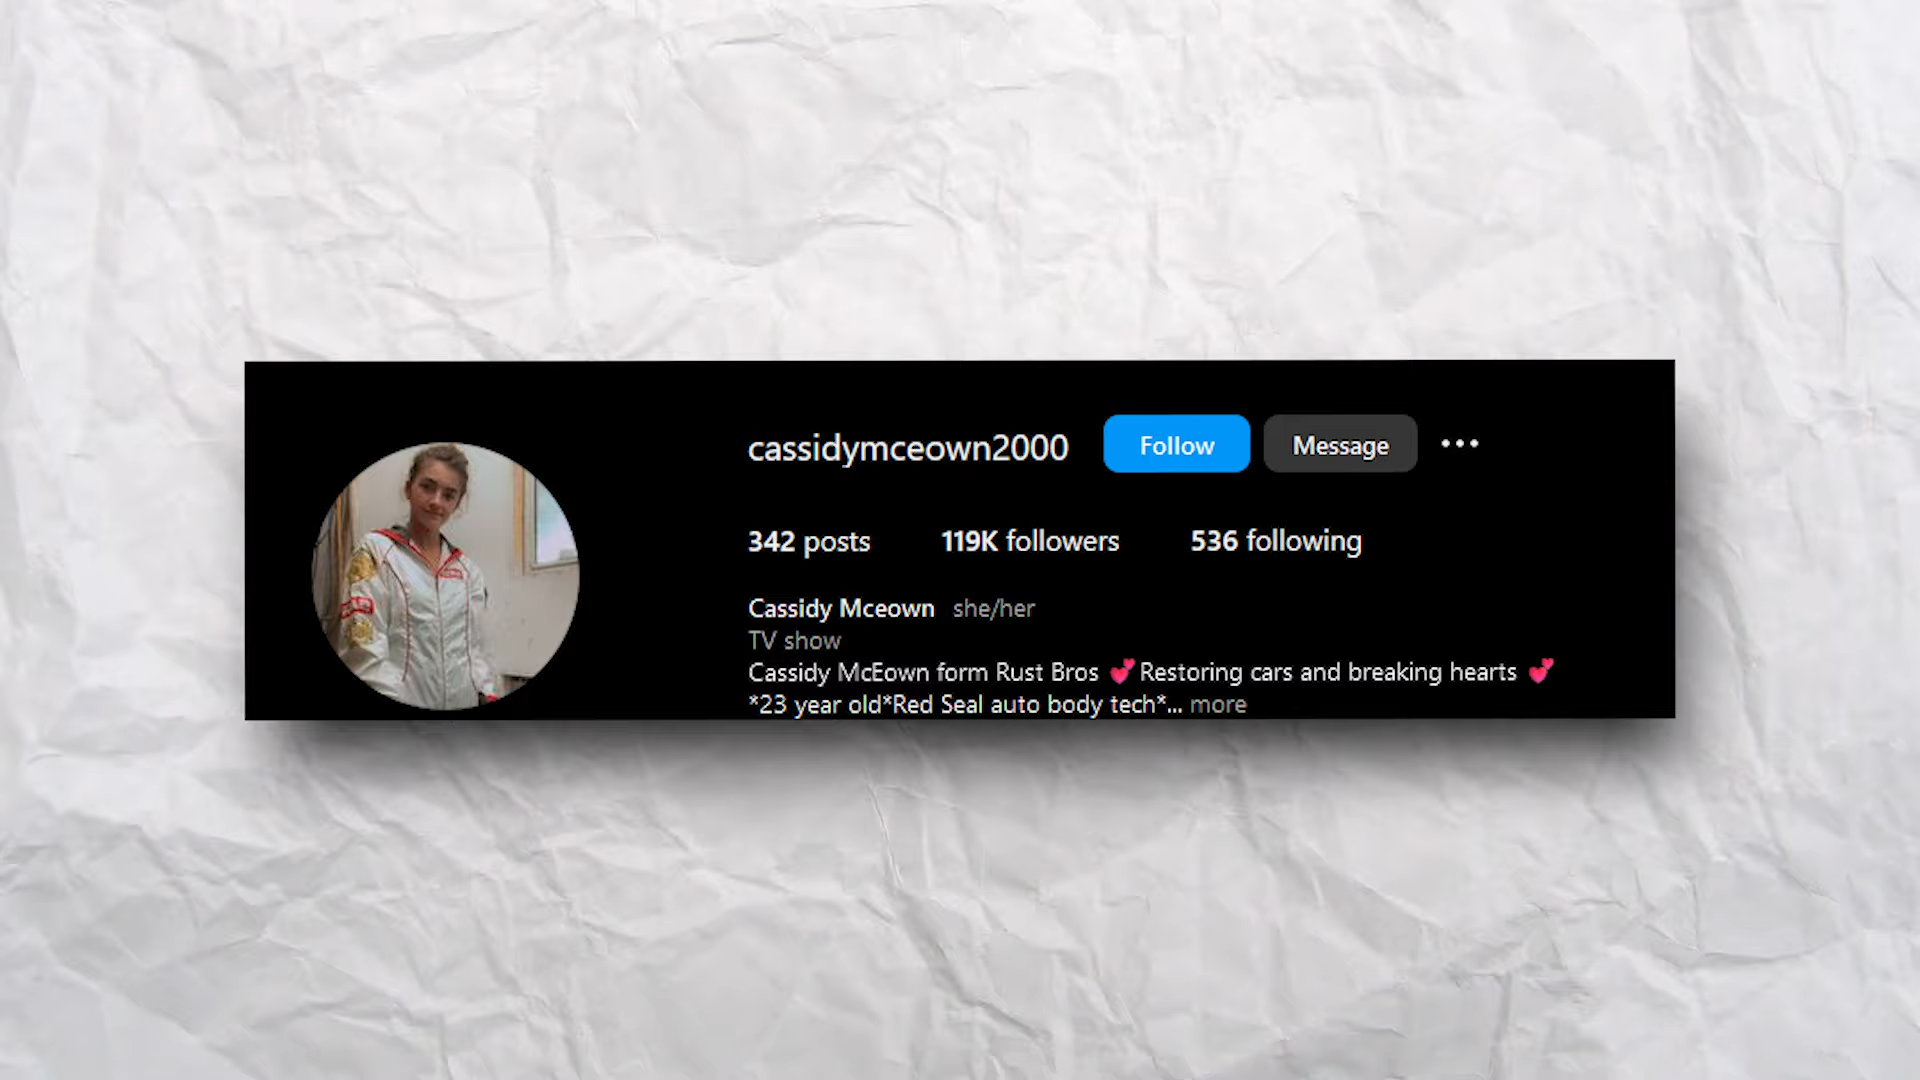 cassidymceown2000 Follow Message
342 posts 119K followers 536 following
Cassidy Mceown she/her
TV show
Cassidy McEown form Rust Bros 💕Restoring cars and breaking hearts 💕
*23 year old*Red Seal auto body tech*... more